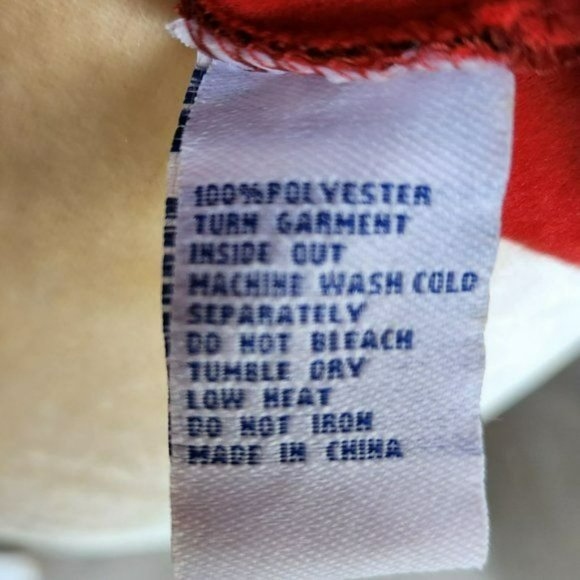 100%POLYESTER
TURN GARMENT
INSIDE OUT
MACHINE WASH COLD
SEPARATELY
DO NOT BLEACH
TUMBLE DRY
LOW HEAT
DO NOT IRON
MADE IN CHINA